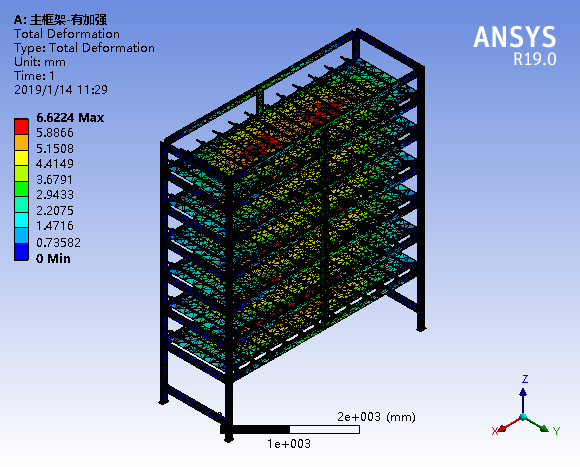 A: 主框架-有加强
Total Deformation
Type: Total Deformation
Unit: mm
Time: 1
2019/1/14 11:29
ANSYS
R19.0
6.6224 Max
5.8866
5.1508
4.4149
3.6791
2.9433
2.2075
1.4716
0.73582
0 Min
2e+003 (mm)
1e+003
Z
X
Y